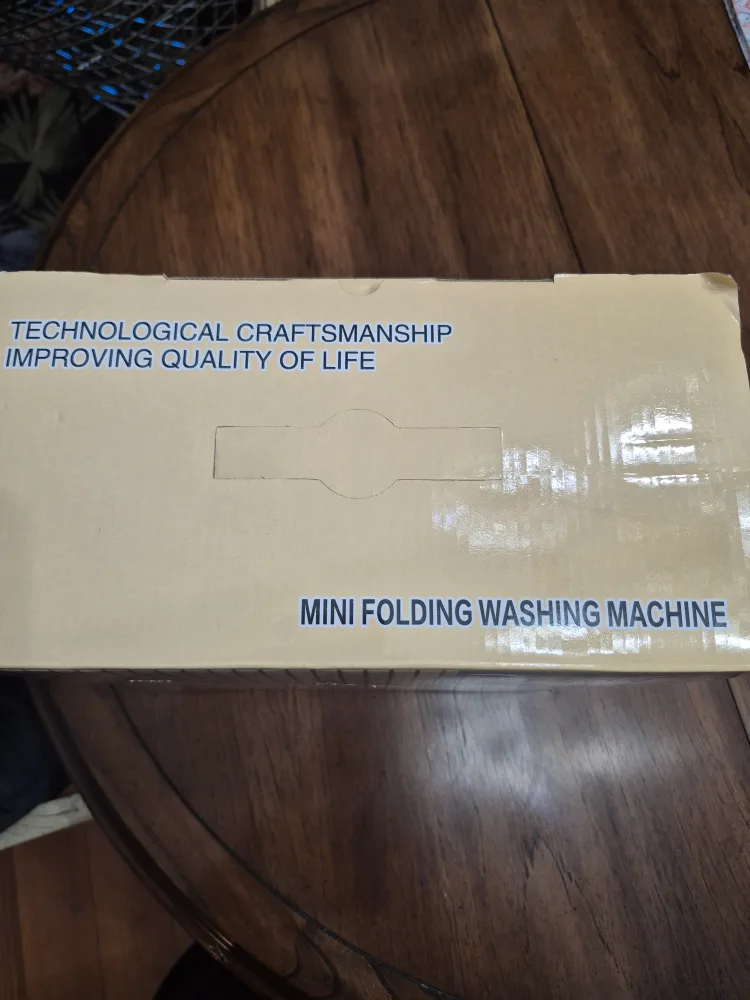 TECHNOLOGICAL CRAFTSMANSHIP
IMPROVING QUALITY OF LIFE
MINI FOLDING WASHING MACHINE